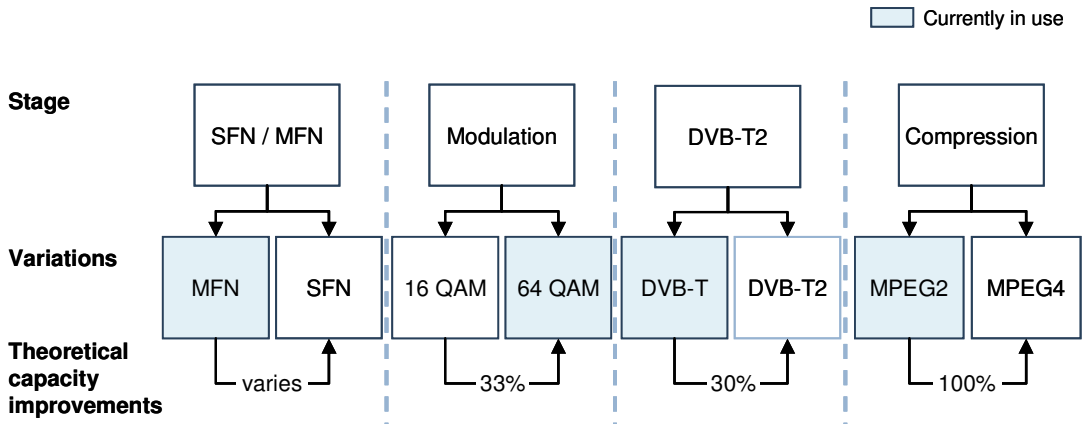 Currently in use
Stage
SFN / MFN
Modulation
DVB-T2
Compression
Variations
MFN
SFN
16 QAM
64 QAM
DVB-T
DVB-T2
MPEG2
MPEG4
Theoretical
capacity
improvements
varies
33%
30%
100%